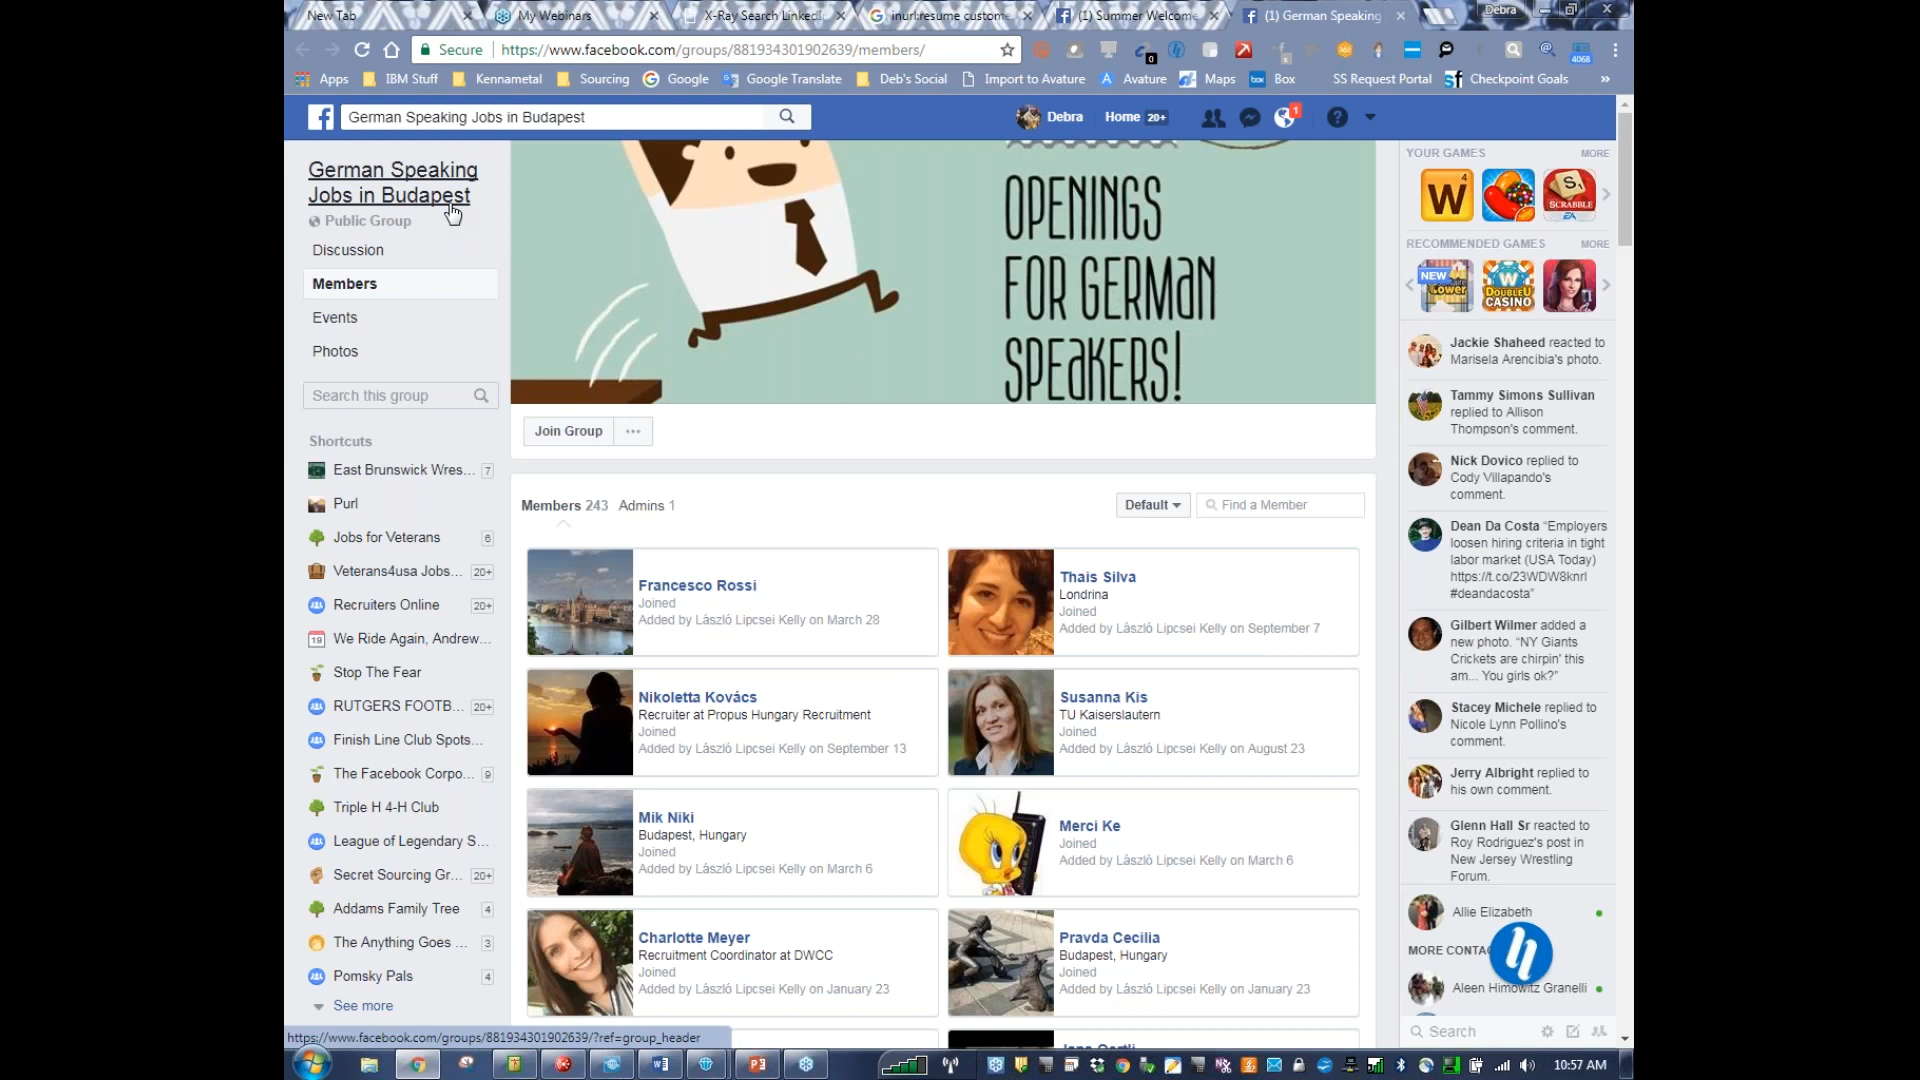 New Tab
My Webinars
X-Ray Search LinkedIn
inurl:resume custome
(1) Summer Welcome
(1) German Speaking
Debra
Secure
https://www.facebook.com/groups/881934301902639/members/
4068
Apps
IBM Stuff
Kennametal
Sourcing
Google
Google Translate
Deb's Social
Import to Avature
Avature
Maps
Box
SS Request Portal
Checkpoint Goals
German Speaking Jobs in Budapest
Debra
Home 20+
1
German Speaking
Jobs in Budapest
Public Group
Discussion
Members
Events
Photos
Search this group
Shortcuts
East Brunswick Wres... 7
Purl
Jobs for Veterans 6
Veterans4usa Jobs... 20+
Recruiters Online 20+
We Ride Again, Andrew...
Stop The Fear
RUTGERS FOOTB... 20+
Finish Line Club Spots...
The Facebook Corpo... 9
Triple H 4-H Club
League of Legendary S...
Secret Sourcing Gr... 20+
Addams Family Tree 4
The Anything Goes ... 3
Pomsky Pals 4
See more
https://www.facebook.com/groups/881934301902639/?ref=group_header
OPENINGS
FOR GERMAN
SPEAKERS!
Join Group
Members 243 Admins 1
Default
Find a Member
Francesco Rossi
Joined
Added by László Lipcsei Kelly on March 28
Thais Silva
Londrina
Joined
Added by László Lipcsei Kelly on September 7
Nikoletta Kovács
Recruiter at Propus Hungary Recruitment
Joined
Added by László Lipcsei Kelly on September 13
Susanna Kis
TU Kaiserslautern
Joined
Added by László Lipcsei Kelly on August 23
Mik Niki
Budapest, Hungary
Joined
Added by László Lipcsei Kelly on March 6
Merci Ke
Joined
Added by László Lipcsei Kelly on March 6
Charlotte Meyer
Recruitment Coordinator at DWCC
Joined
Added by László Lipcsei Kelly on January 23
Pravda Cecilia
Budapest, Hungary
Joined
Added by László Lipcsei Kelly on January 23
YOUR GAMES MORE
SCRABBLE
RECOMMENDED GAMES MORE
NEW
DOUBLEU
CASINO
Jackie Shaheed reacted to
Marisela Arencibia's photo.
Tammy Simons Sullivan
replied to Allison
Thompson's comment.
Nick Dovico replied to
Cody Villapando's
comment.
Dean Da Costa “Employers
loosen hiring criteria in tight
labor market (USA Today)
https://t.co/23WDW8knrI
#deandacosta”
Gilbert Wilmer added a
new photo. “NY Giants
Crickets are chirpin' this
am... You girls ok?”
Stacey Michele replied to
Nicole Lynn Pollino's
comment.
Jerry Albright replied to
his own comment.
Glenn Hall Sr reacted to
Roy Rodriguez's post in
New Jersey Wrestling
Forum.
Allie Elizabeth
MORE CONTA
Aleen Himowitz Granelli
Search
10:57 AM